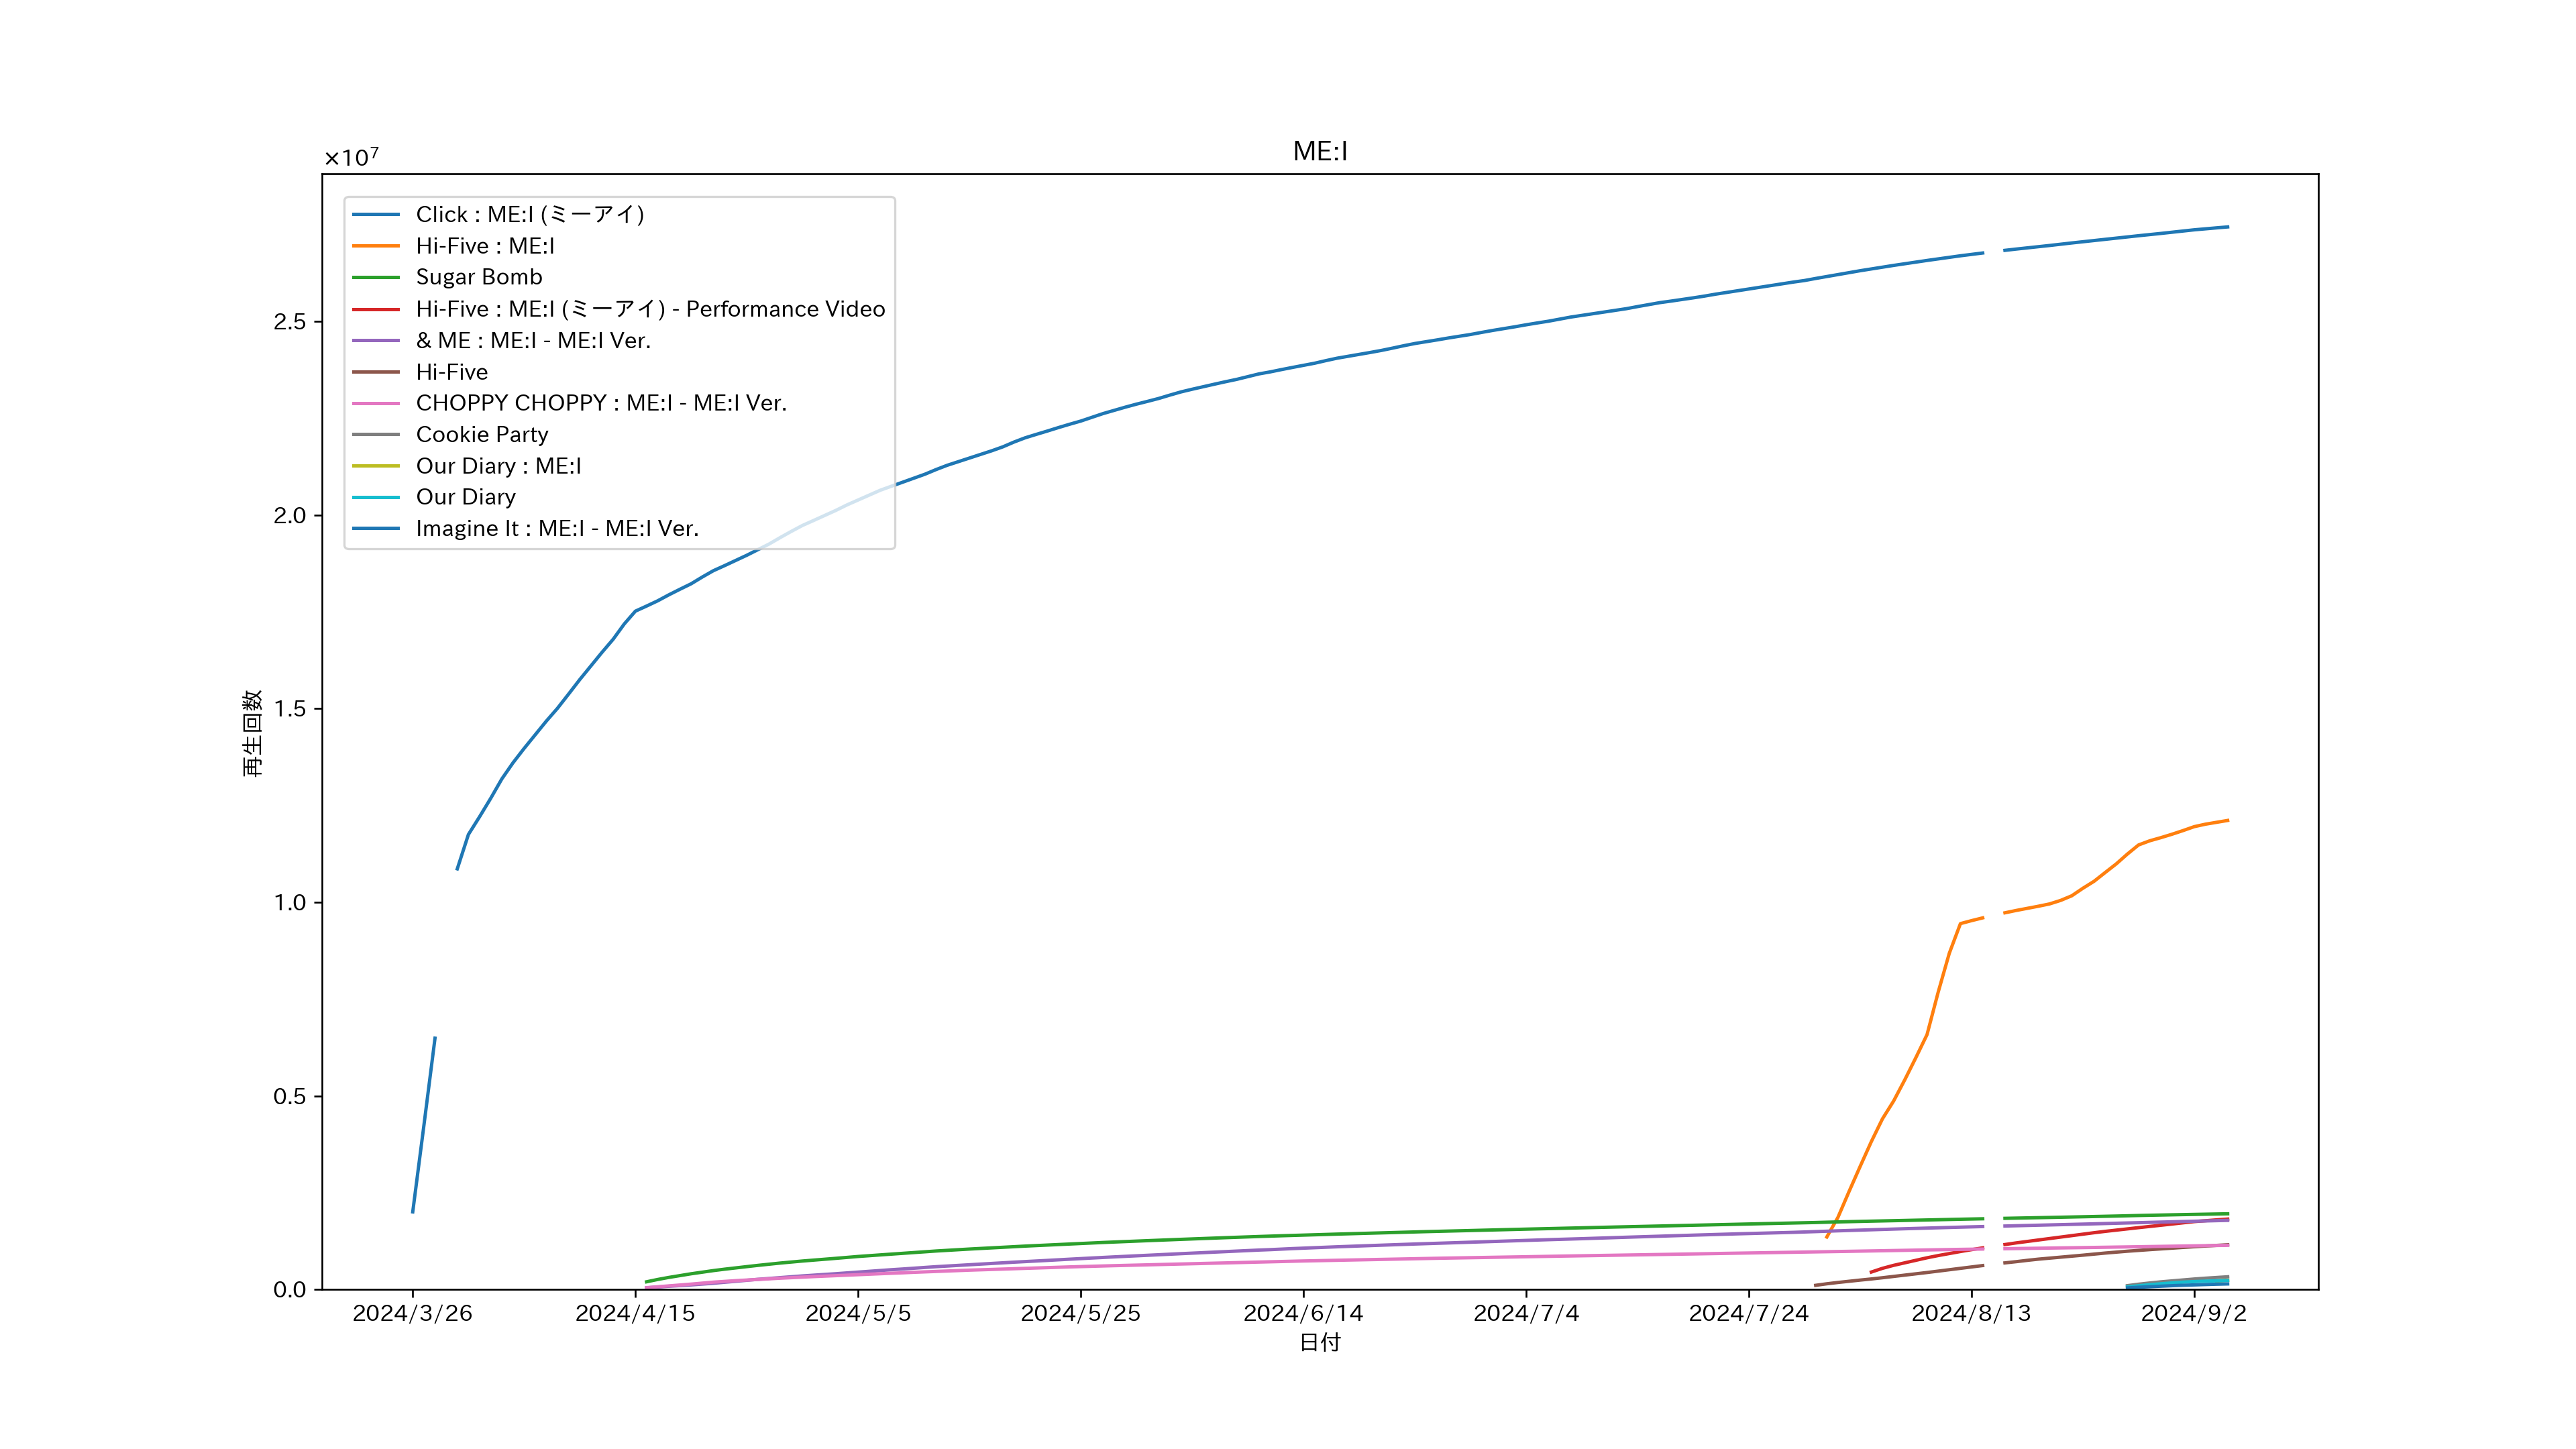 ME:I
×10⁷
Click : ME:I (ミーアイ)
Hi-Five : ME:I
Sugar Bomb
Hi-Five : ME:I (ミーアイ) - Performance Video
& ME : ME:I - ME:I Ver.
Hi-Five
CHOPPY CHOPPY : ME:I - ME:I Ver.
Cookie Party
Our Diary : ME:I
Our Diary
Imagine It : ME:I - ME:I Ver.
2.5
2.0
1.5
1.0
0.5
0.0
再生回数
2024/3/26 2024/4/15 2024/5/5 2024/5/25 2024/6/14 2024/7/4 2024/7/24 2024/8/13 2024/9/2
日付